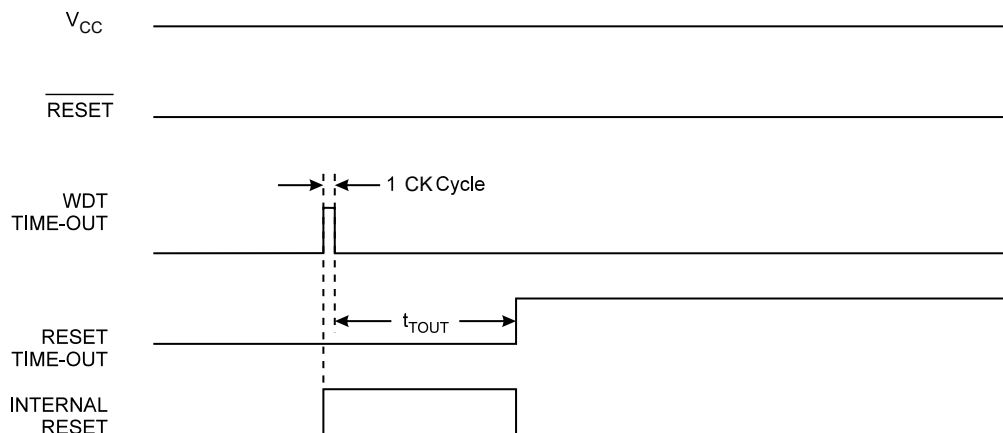 VCC
RESET
1 CK Cycle
WDT
TIME-OUT
tTOUT
RESET
TIME-OUT
INTERNAL
RESET